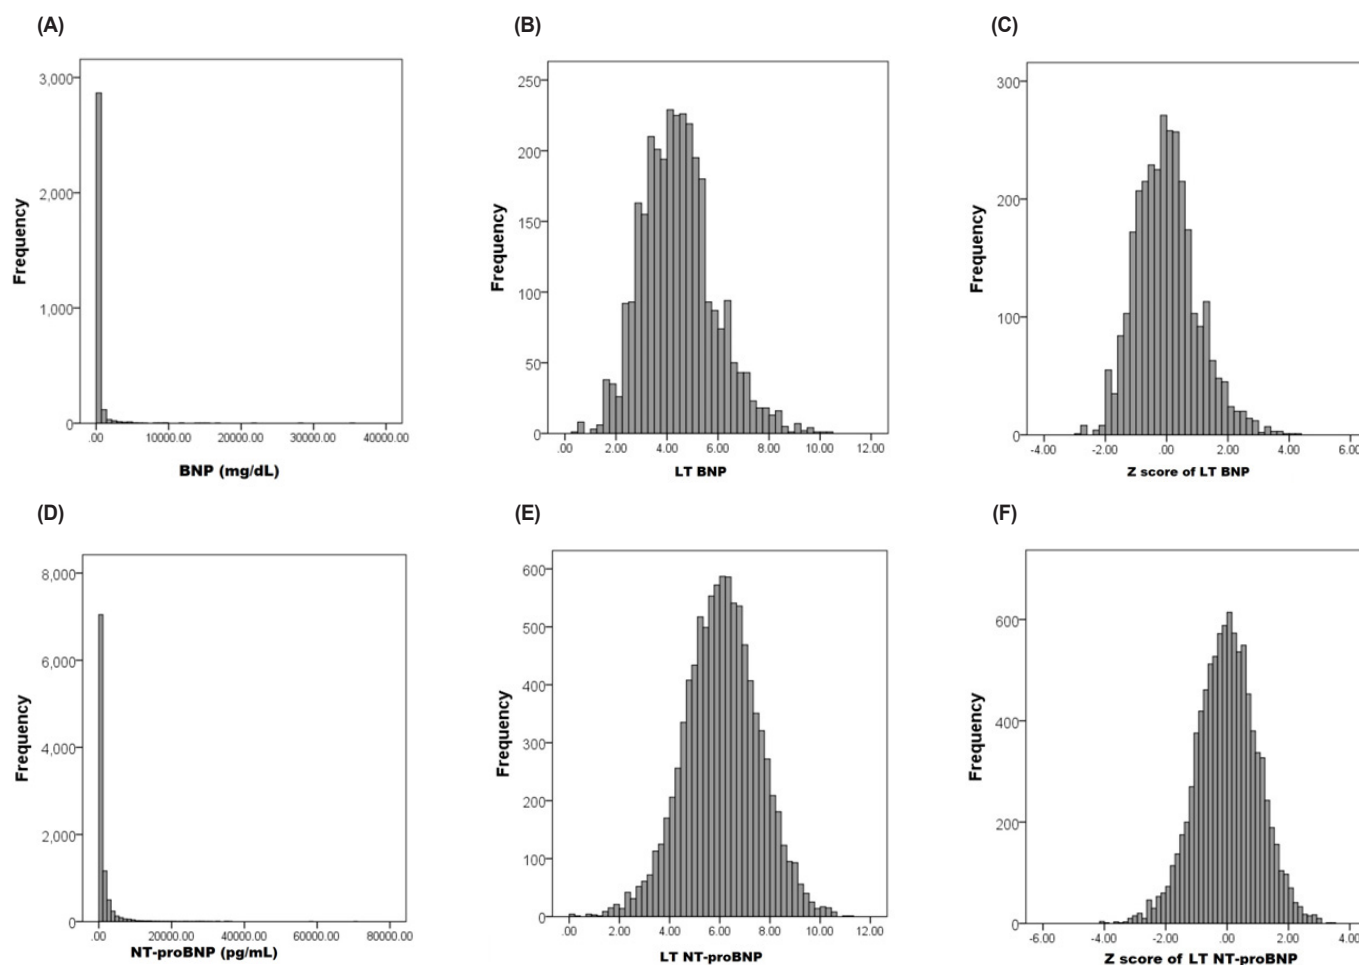 (A)
3,000
2,000
1,000
0
Frequency
.00 10000.00 20000.00 30000.00 40000.00
BNP (mg/dL)
(B)
250
200
150
100
50
0
Frequency
.00 2.00 4.00 6.00 8.00 10.00 12.00
LT BNP
(C)
300
200
100
0
Frequency
-4.00 -2.00 .00 2.00 4.00 6.00
Z score of LT BNP
(D)
8,000
6,000
4,000
2,000
0
Frequency
.00 20000.00 40000.00 60000.00 80000.00
NT-proBNP (pg/mL)
(E)
600
500
400
300
200
100
0
Frequency
.00 2.00 4.00 6.00 8.00 10.00 12.00
LT NT-proBNP
(F)
600
400
200
0
Frequency
-6.00 -4.00 -2.00 .00 2.00 4.00
Z score of LT NT-proBNP